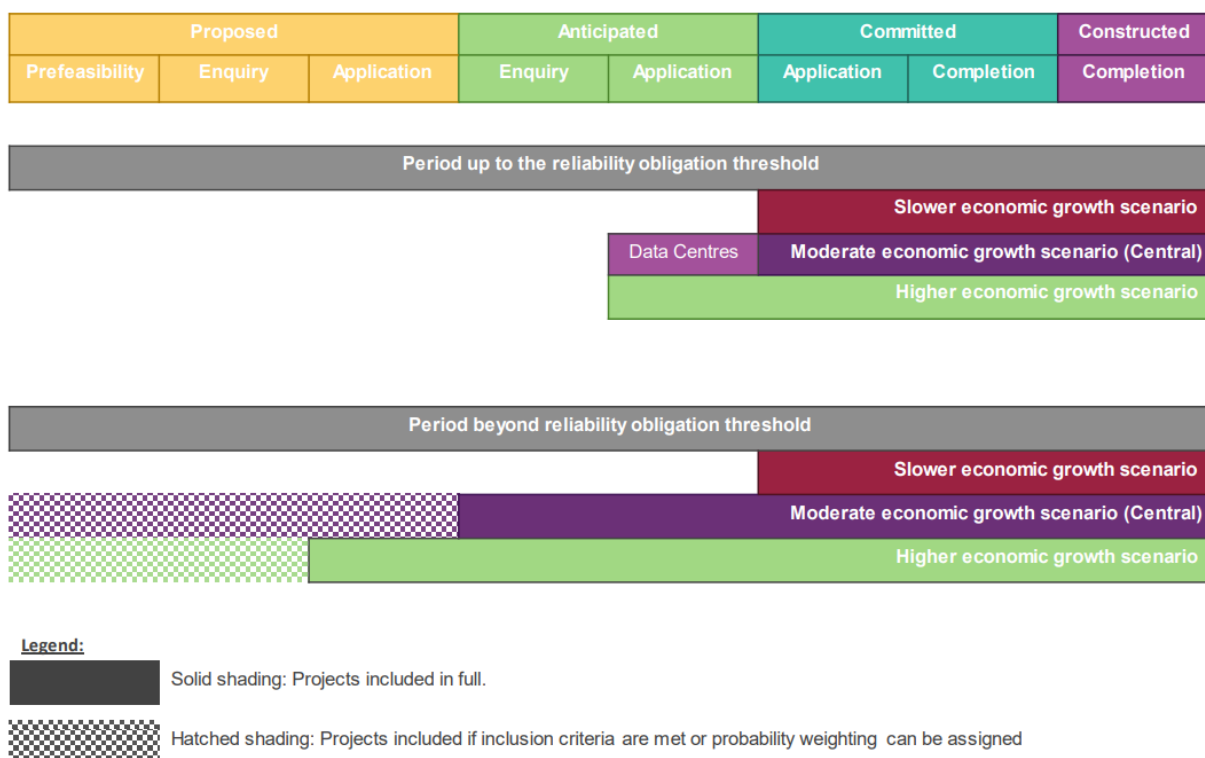 Proposed Anticipated Committed Constructed
Prefeasibility Enquiry Application Enquiry Application Application Completion Completion
Period up to the reliability obligation threshold
Slower economic growth scenario
Data Centres Moderate economic growth scenario (Central)
Higher economic growth scenario
Period beyond reliability obligation threshold
Slower economic growth scenario
Moderate economic growth scenario (Central)
Higher economic growth scenario
Legend:
Solid shading: Projects included in full.
Hatched shading: Projects included if inclusion criteria are met or probability weighting can be assigned